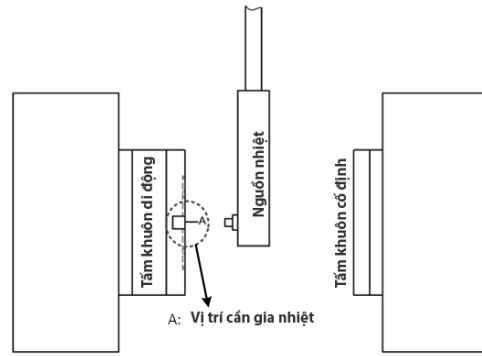 Tấm khuôn di động
A
Nguồn nhiệt
Tấm khuôn cố định
A: Vị trí cần gia nhiệt